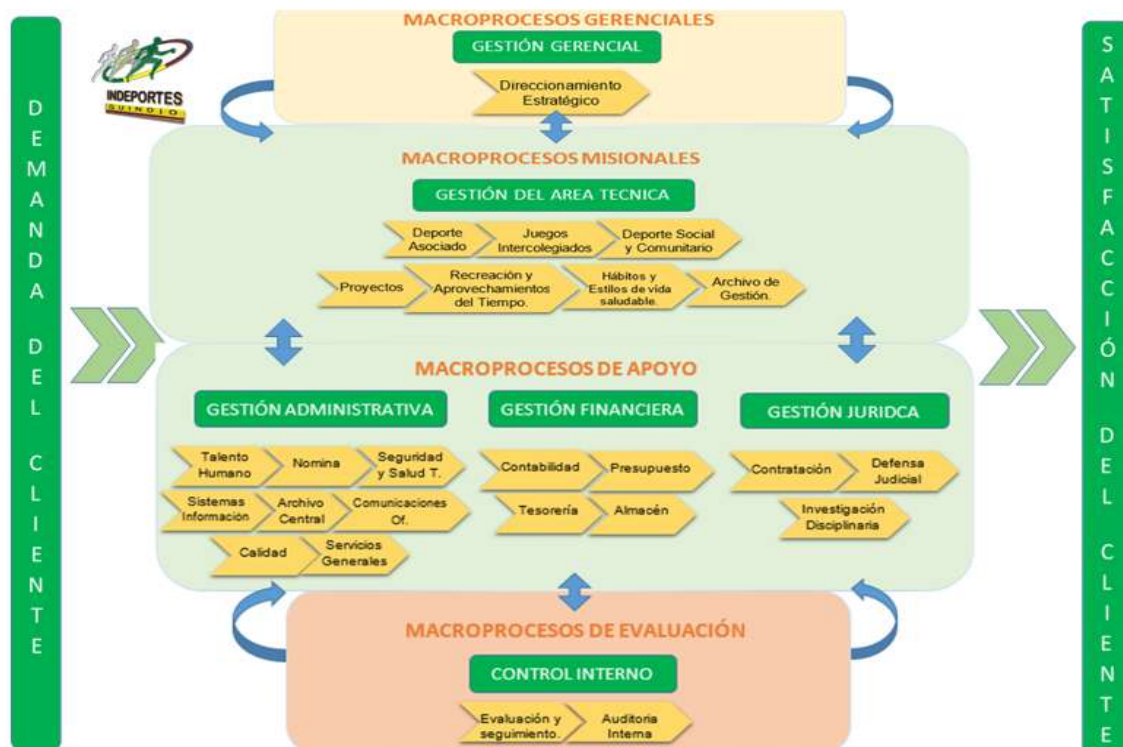 DEMANDA DEL CLIENTE
INDEPORTES
QUINDIO
MACROPROCESOS GERENCIALES
GESTIÓN GERENCIAL
Direccionamiento
Estratégico
MACROPROCESOS MISIONALES
GESTIÓN DEL AREA TECNICA
Deporte
Asociado
Juegos
Intercolegiados
Deporte Social
y Comunitario
Proyectos
Recreación y
Aprovechamientos
del Tiempo.
Hábitos y
Estilos de vida
saludable.
Archivo de
Gestión.
MACROPROCESOS DE APOYO
GESTIÓN ADMINISTRATIVA
Talento
Humano
Nomina
Seguridad
y Salud T.
Sistemas
Información
Archivo
Central
Comunicaciones
Of.
Calidad
Servicios
Generales
GESTIÓN FINANCIERA
Contabilidad
Presupuesto
Tesorería
Almacén
GESTIÓN JURIDCA
Contratación
Defensa
Judicial
Investigación
Disciplinaria
MACROPROCESOS DE EVALUACIÓN
CONTROL INTERNO
Evaluación y
seguimiento.
Auditoria
Interna
SATISFACCIÓN DEL CLIENTE